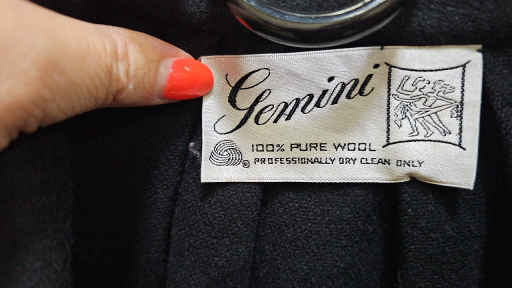 Gemini
100% PURE WOOL
®
PROFESSIONALLY DRY CLEAN ONLY